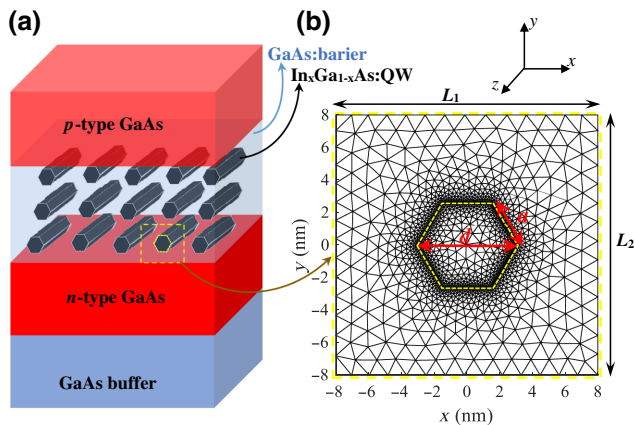 (a)
GaAs:barier
InxGa1-xAs:QW
p-type GaAs
n-type GaAs
GaAs buffer
(b)
y
x
z
L1
8
6
4
2
0
−2
−4
−6
−8
y (nm)
a
d
L2
−8 −6 −4 −2 0 2 4 6 8
x (nm)